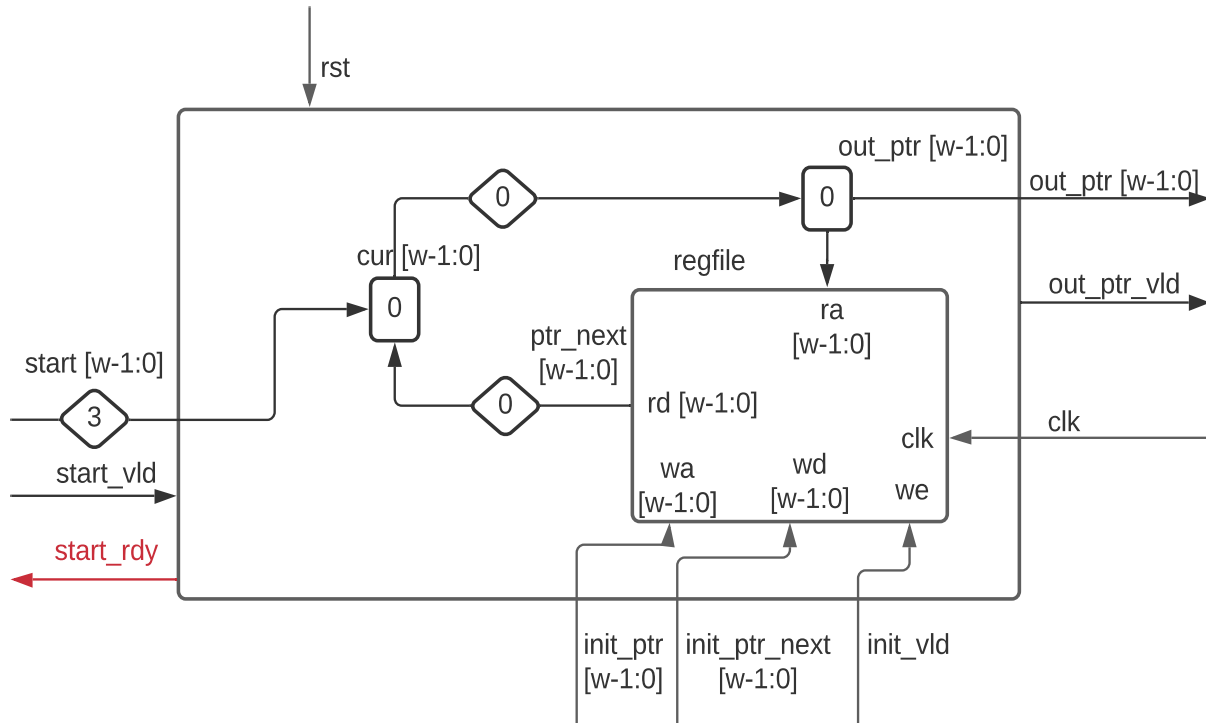 rst
out_ptr [w-1:0]
out_ptr [w-1:0]
0
0
cur [w-1:0]
regfile
out_ptr_vld
0
ra
[w-1:0]
ptr_next
[w-1:0]
start [w-1:0]
3
0
rd [w-1:0]
clk
clk
start_vld
wa
[w-1:0]
wd
[w-1:0]
we
start_rdy
init_ptr
[w-1:0]
init_ptr_next
[w-1:0]
init_vld